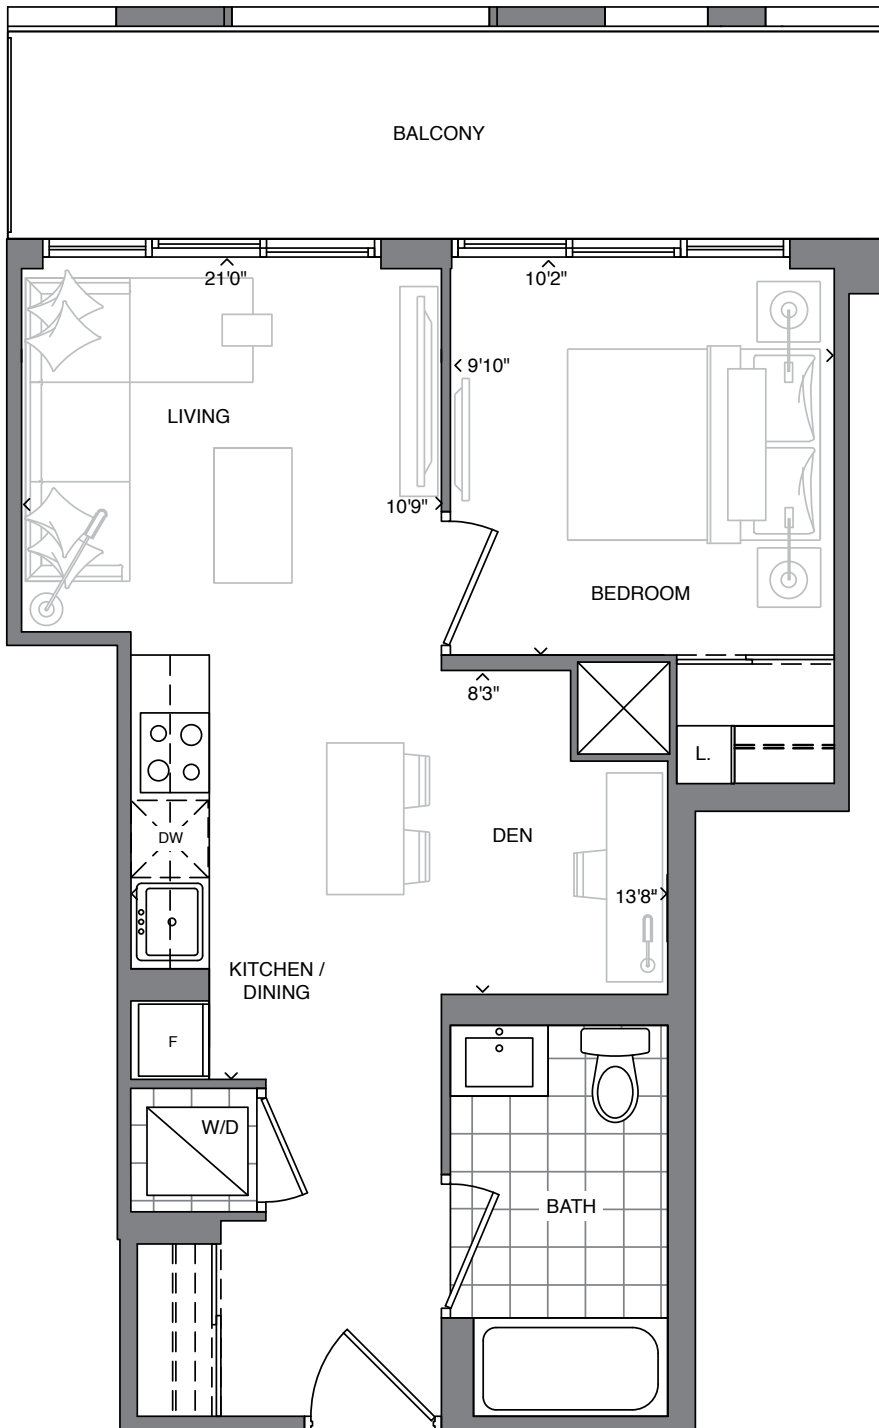 BALCONY
21'0"
10'2"
9'10"
LIVING
10'9"
BEDROOM
8'3"
L.
DW
DEN
13'8"
KITCHEN /
DINING
F
W/D
BATH